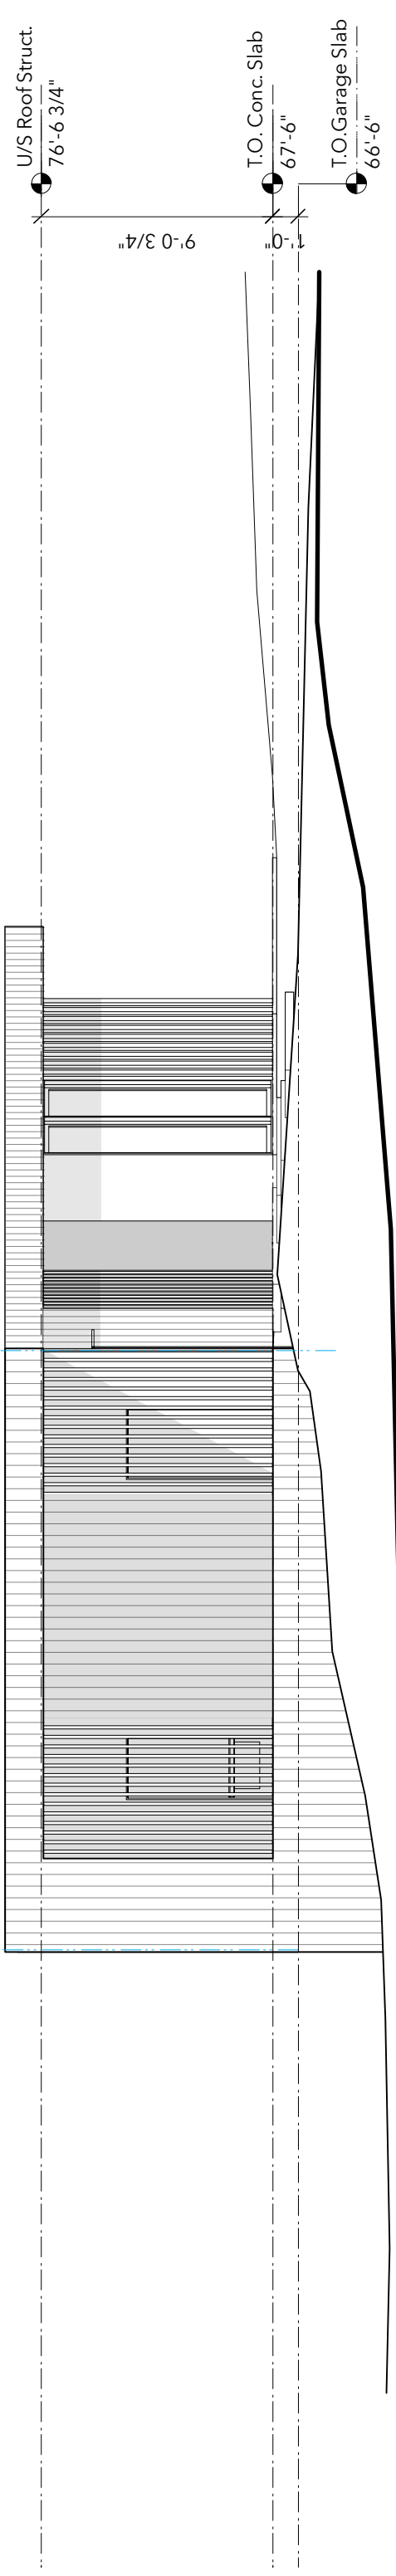 U/S Roof Struct.
76'-6 3/4"
T.O. Conc. Slab
67'-6"
T.O.Garage Slab
66'-6"
9'-0 3/4"
1'-0"